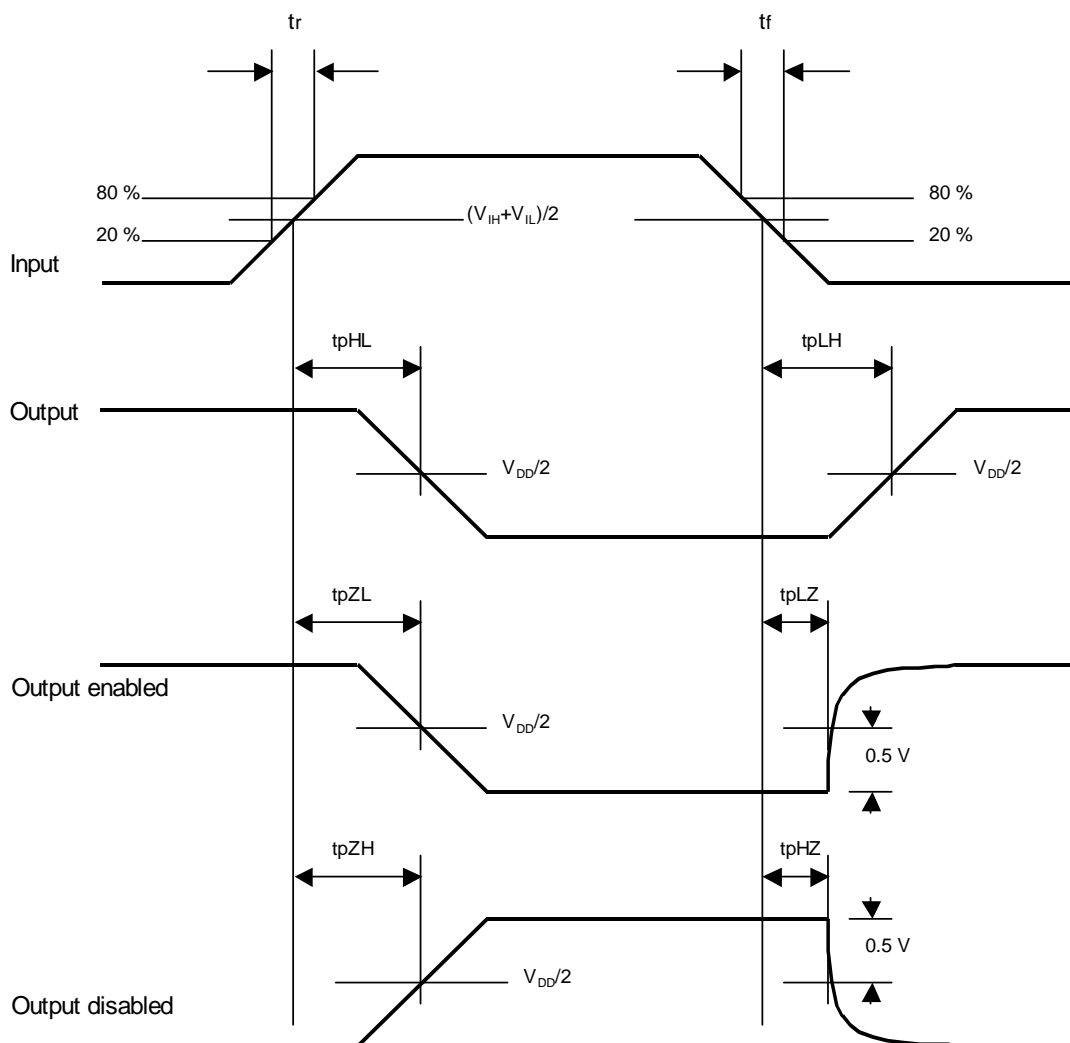 tr tf
80 % 80 %
(V_IH+V_IL)/2
20 % 20 %
Input
tpHL tpLH
Output
V_DD/2 V_DD/2
tpZL tpLZ
Output enabled
V_DD/2
0.5 V
tpZH tpHZ
0.5 V
V_DD/2
Output disabled